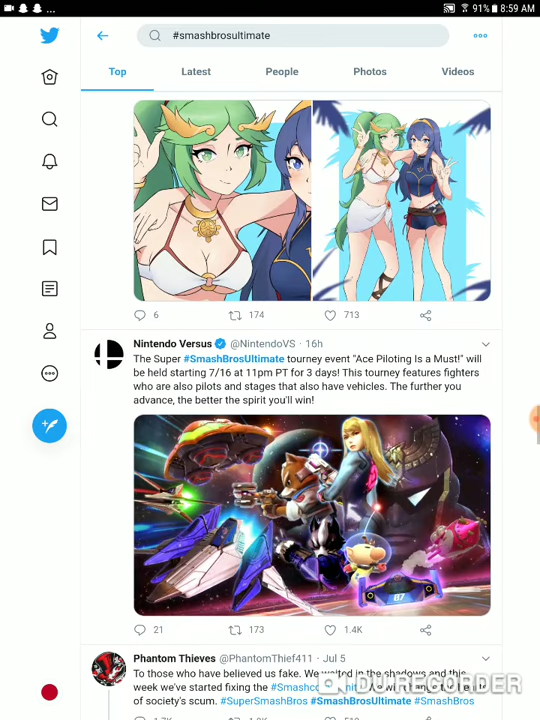 91% 8:59 AM
#smashbrosultimate
Top Latest People Photos Videos
6 174 713
Nintendo Versus @NintendoVS · 16h
The Super #SmashBrosUltimate tourney event "Ace Piloting Is a Must!" will
be held starting 7/16 at 11pm PT for 3 days! This tourney features fighters
who are also pilots and stages that also have vehicles. The further you
advance, the better the spirit you'll win!
87
21 173 1.4K
Phantom Thieves @PhantomThief411 · Jul 5
To those who have believed us fake. We waited in the shadows and this
week we've started fixing the
of society's scum. #SuperSmashBros #SmashBrosUltimate #SmashBros
DU RECORDER